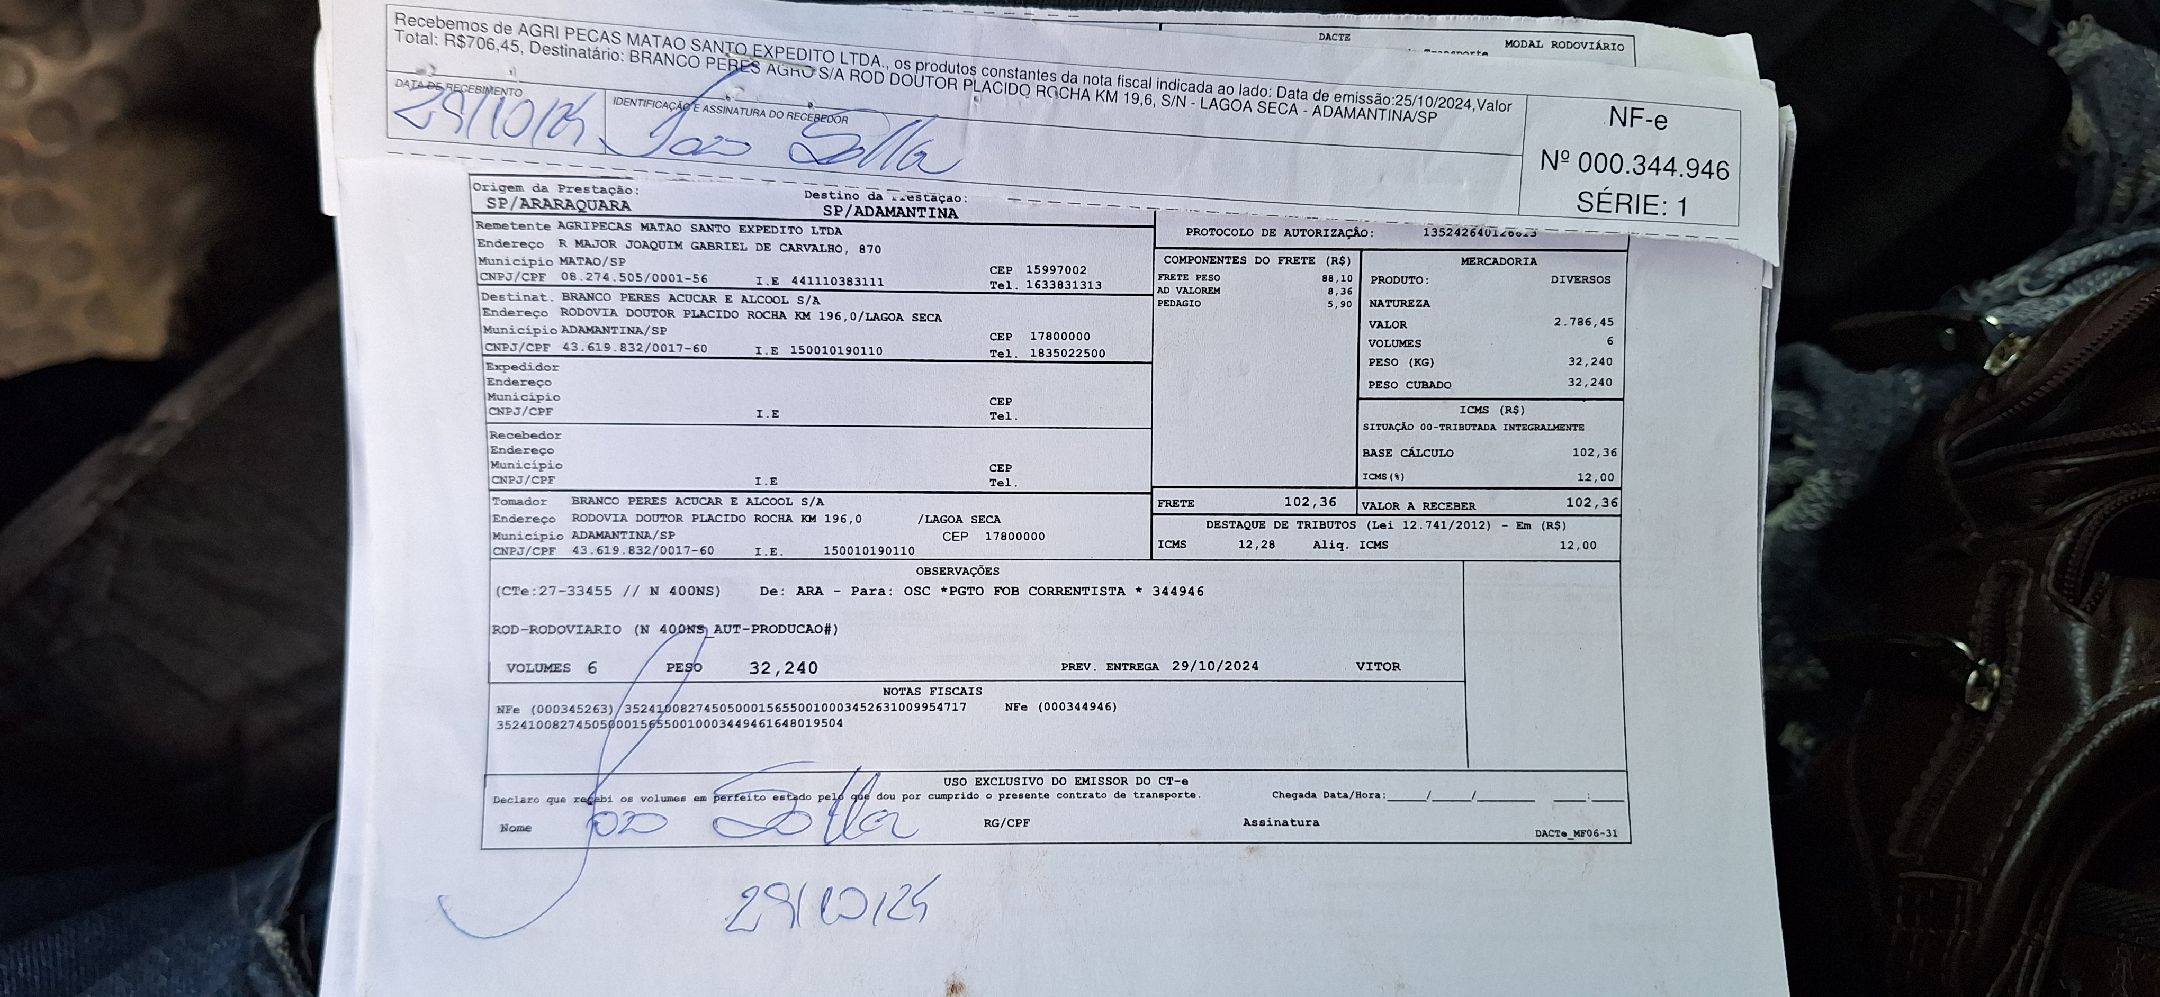 DACTE
MODAL RODOVIÁRIO
Recebemos de AGRI PECAS MATAO SANTO EXPEDITO LTDA., os produtos constantes da nota fiscal indicada ao lado: Data de emissão:25/10/2024,Valor
Total: R$706,45, Destinatário: BRANCO PERES AGRO S/A ROD DOUTOR PLACIDO ROCHA KM 19,6, S/N - LAGOA SECA - ADAMANTINA/SP
DATA DE RECEBIMENTO
IDENTIFICAÇÃO E ASSINATURA DO RECEBEDOR
29/10/24
NF-e
Nº 000.344.946
SÉRIE: 1
Origem da Prestação:
SP/ARARAQUARA
Destino da Prestação:
SP/ADAMANTINA
Remetente AGRIPECAS MATAO SANTO EXPEDITO LTDA
Endereço R MAJOR JOAQUIM GABRIEL DE CARVALHO, 870
Município MATAO/SP CEP 15997002
CNPJ/CPF 08.274.505/0001-56 I.E 441110383111 Tel. 1633831313
Destinat. BRANCO PERES ACUCAR E ALCOOL S/A
Endereço RODOVIA DOUTOR PLACIDO ROCHA KM 196,0/LAGOA SECA
Município ADAMANTINA/SP CEP 17800000
CNPJ/CPF 43.619.832/0017-60 I.E 150010190110 Tel. 1835022500
Expedidor
Endereço
Município CEP
CNPJ/CPF I.E Tel.
Recebedor
Endereço
Município CEP
CNPJ/CPF I.E Tel.
Tomador BRANCO PERES ACUCAR E ALCOOL S/A
Endereço RODOVIA DOUTOR PLACIDO ROCHA KM 196,0 /LAGOA SECA
Município ADAMANTINA/SP CEP 17800000
CNPJ/CPF 43.619.832/0017-60 I.E. 150010190110
PROTOCOLO DE AUTORIZAÇÃO:
COMPONENTES DO FRETE (R$)
FRETE PESO 88,10
AD VALOREM 8,36
PEDAGIO 5,90
MERCADORIA
PRODUTO: DIVERSOS
NATUREZA
VALOR 2.786,45
VOLUMES 6
PESO (KG) 32,240
PESO CUBADO 32,240
ICMS (R$)
SITUAÇÃO 00-TRIBUTADA INTEGRALMENTE
BASE CÁLCULO 102,36
ICMS(%) 12,00
FRETE 102,36
VALOR A RECEBER 102,36
DESTAQUE DE TRIBUTOS (Lei 12.741/2012) - Em (R$)
ICMS 12,28 Aliq. ICMS 12,00
OBSERVAÇÕES
(CTe:27-33455 // N 400NS) De: ARA - Para: OSC *PGTO FOB CORRENTISTA * 344946
ROD-RODOVIARIO (N 400NS AUT-PRODUCAO#)
VOLUMES 6 PESO 32,240 PREV. ENTREGA 29/10/2024 VITOR
NOTAS FISCAIS
NFe (000345263)/35241008274505000156550010003452631009954717 NFe (000344946)
35241008274505000156550010003449461648019504
USO EXCLUSIVO DO EMISSOR DO CT-e
Declaro que recebi os volumes em perfeito estado pelo que dou por cumprido o presente contrato de transporte. Chegada Data/Hora:____/____/______ ___:___
Nome RG/CPF Assinatura
DACTe_MF06-31
29/10/24